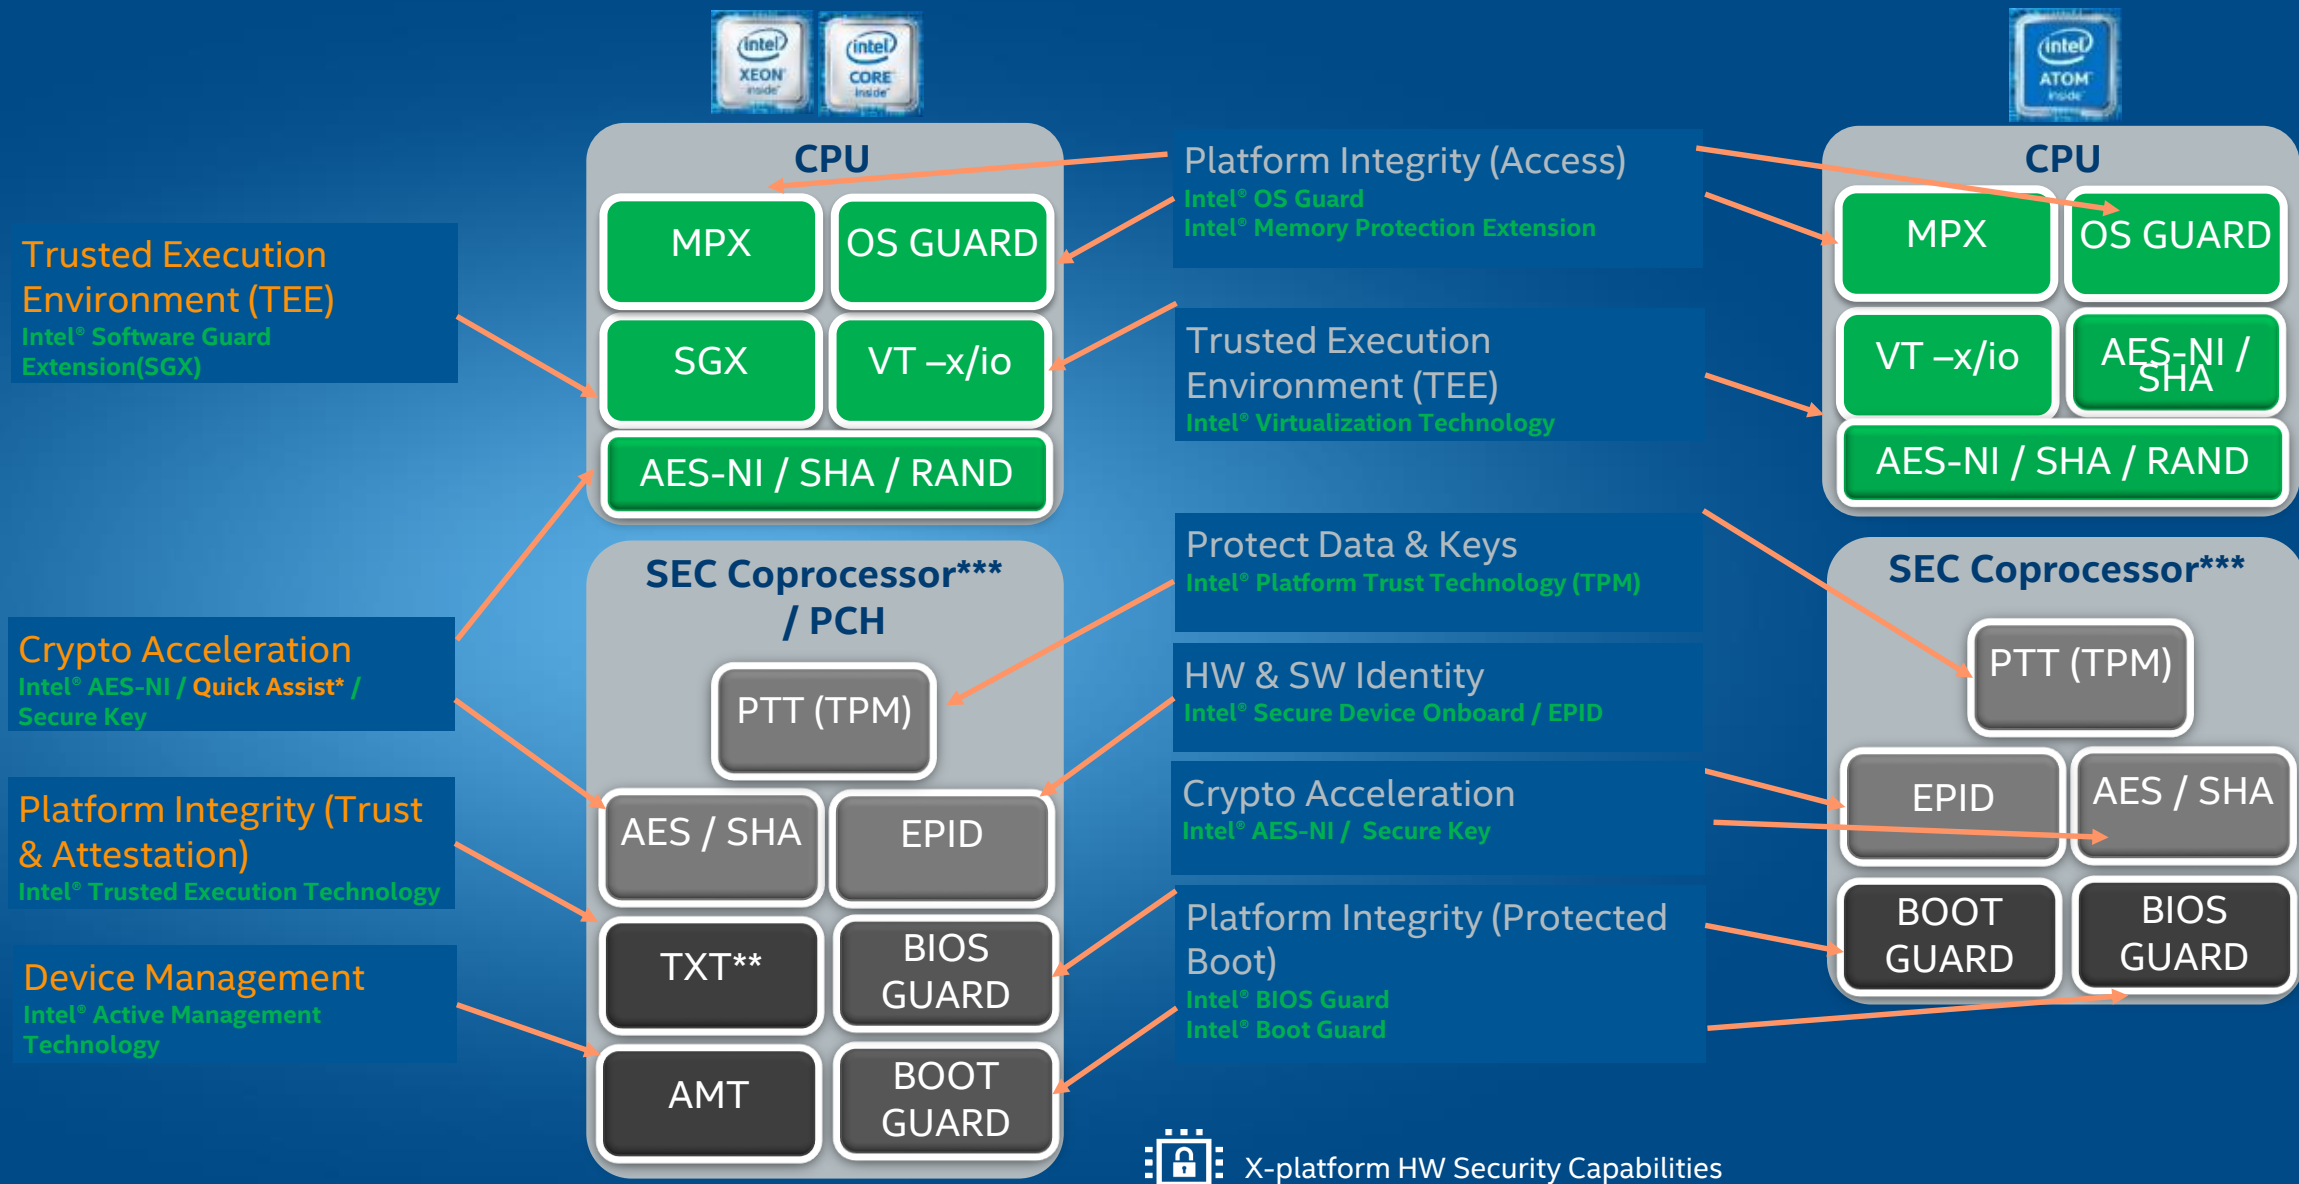 intel
XEON
inside
intel
CORE
inside
intel
ATOM
inside
Trusted Execution
Environment (TEE)
Intel® Software Guard
Extension(SGX)
Crypto Acceleration
Intel® AES-NI / Quick Assist* /
Secure Key
Platform Integrity (Trust
& Attestation)
Intel® Trusted Execution Technology
Device Management
Intel® Active Management
Technology
CPU
MPX
OS GUARD
SGX
VT –x/io
AES-NI / SHA / RAND
SEC Coprocessor***
/ PCH
PTT (TPM)
AES / SHA
EPID
TXT**
BIOS
GUARD
AMT
BOOT
GUARD
Platform Integrity (Access)
Intel® OS Guard
Intel® Memory Protection Extension
Trusted Execution
Environment (TEE)
Intel® Virtualization Technology
Protect Data & Keys
Intel® Platform Trust Technology (TPM)
HW & SW Identity
Intel® Secure Device Onboard / EPID
Crypto Acceleration
Intel® AES-NI / Secure Key
Platform Integrity (Protected
Boot)
Intel® BIOS Guard
Intel® Boot Guard
CPU
MPX
OS GUARD
VT –x/io
AES-NI /
SHA
AES-NI / SHA / RAND
SEC Coprocessor***
PTT (TPM)
EPID
AES / SHA
BOOT
GUARD
BIOS
GUARD
X-platform HW Security Capabilities